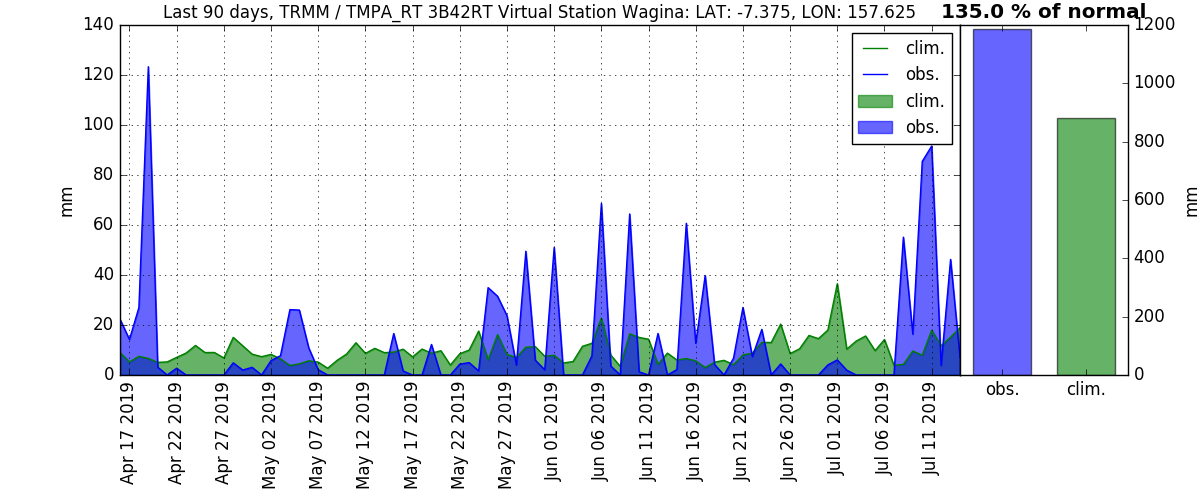 Last 90 days, TRMM / TMPA_RT 3B42RT Virtual Station Wagina: LAT: -7.375, LON: 157.625
135.0 % of normal
140
120
100
80
60
40
20
0
mm
clim.
obs.
clim.
obs.
Apr 17 2019
Apr 22 2019
Apr 27 2019
May 02 2019
May 07 2019
May 12 2019
May 17 2019
May 22 2019
May 27 2019
Jun 01 2019
Jun 06 2019
Jun 11 2019
Jun 16 2019
Jun 21 2019
Jun 26 2019
Jul 01 2019
Jul 06 2019
Jul 11 2019
1200
1000
800
600
400
200
0
mm
obs.
clim.